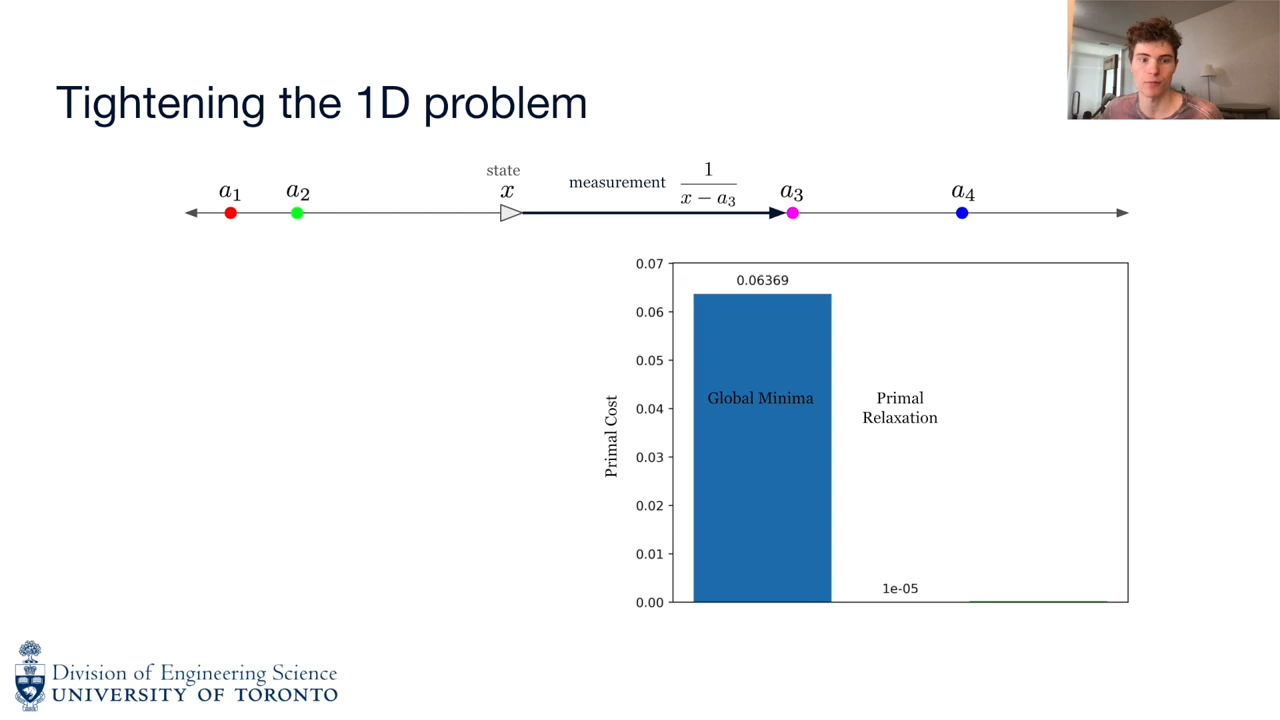 Tightening the 1D problem
state
measurement 1 / (x − a₃)
a₁ a₂ x a₃ a₄
0.07
0.06
0.05
0.04
0.03
0.02
0.01
0.00
Primal Cost
0.06369
Global Minima
Primal
Relaxation
1e-05
Division of Engineering Science
UNIVERSITY OF TORONTO